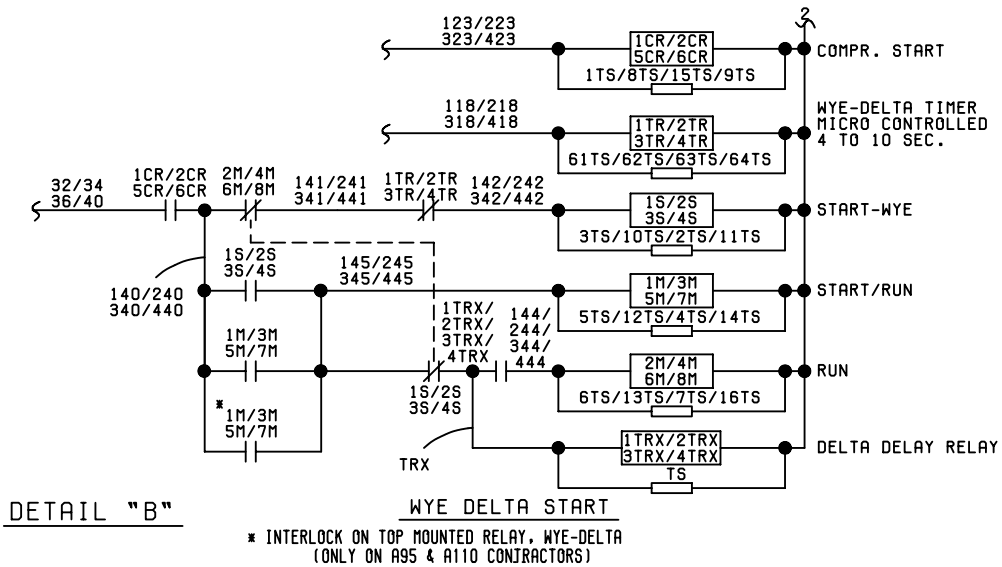 2
123/223
323/423
1CR/2CR
5CR/6CR
COMPR. START
1TS/8TS/15TS/9TS
118/218
318/418
1TR/2TR
3TR/4TR
WYE-DELTA TIMER
MICRO CONTROLLED
4 TO 10 SEC.
61TS/62TS/63TS/64TS
32/34
36/40
1CR/2CR
5CR/6CR
2M/4M
6M/8M
141/241
341/441
1TR/2TR
3TR/4TR
142/242
342/442
1S/2S
3S/4S
START-WYE
3TS/10TS/2TS/11TS
140/240
340/440
1S/2S
3S/4S
145/245
345/445
1M/3M
5M/7M
START/RUN
5TS/12TS/4TS/14TS
1M/3M
5M/7M
1TRX/
2TRX/
3TRX/
4TRX
144/
244/
344/
444
1S/2S
3S/4S
2M/4M
6M/8M
RUN
6TS/13TS/7TS/16TS
*
1M/3M
5M/7M
TRX
1TRX/2TRX
3TRX/4TRX
DELTA DELAY RELAY
TS
DETAIL "B"
WYE DELTA START
* INTERLOCK ON TOP MOUNTED RELAY, WYE-DELTA
(ONLY ON A95 & A110 CONTRACTORS)